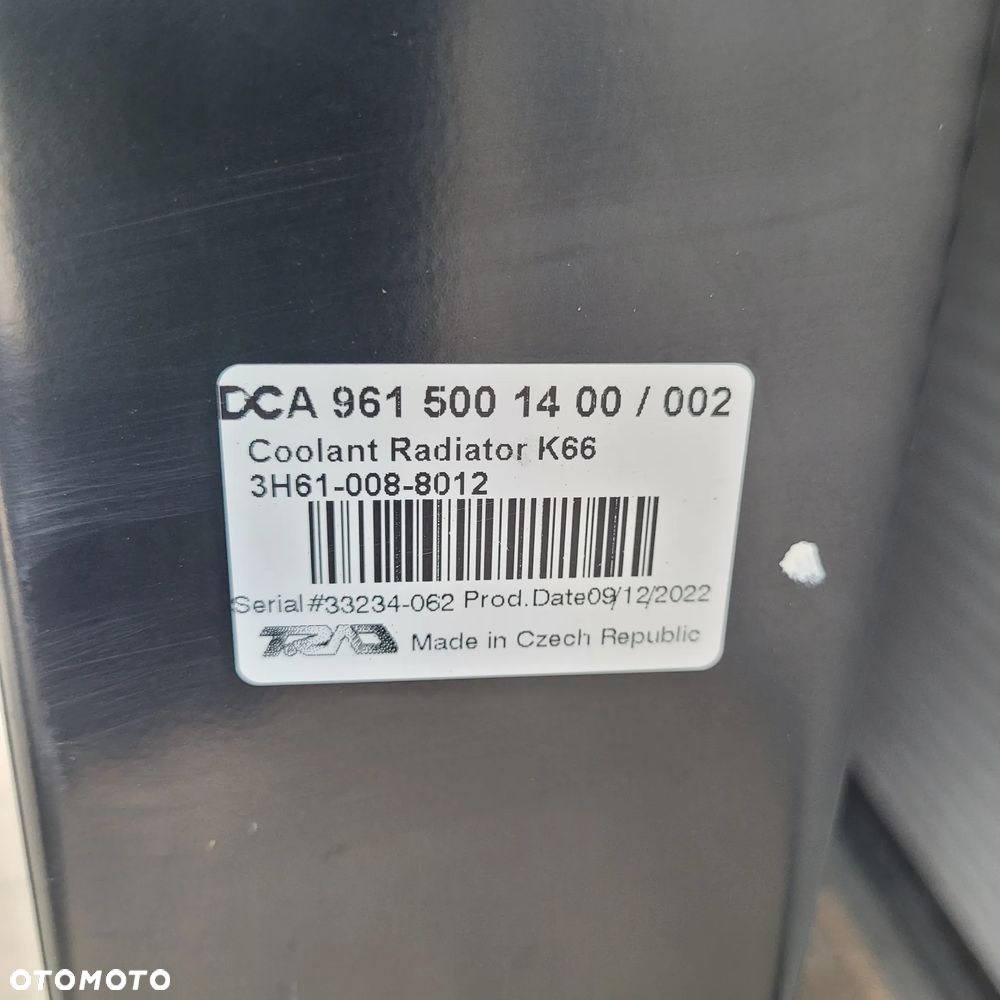 DCA 961 500 14 00 / 002
Coolant Radiator K66
3H61-008-8012
Serial#33234-062 Prod.Date09/12/2022
T.RAD Made in Czech Republic
OTOMOTO